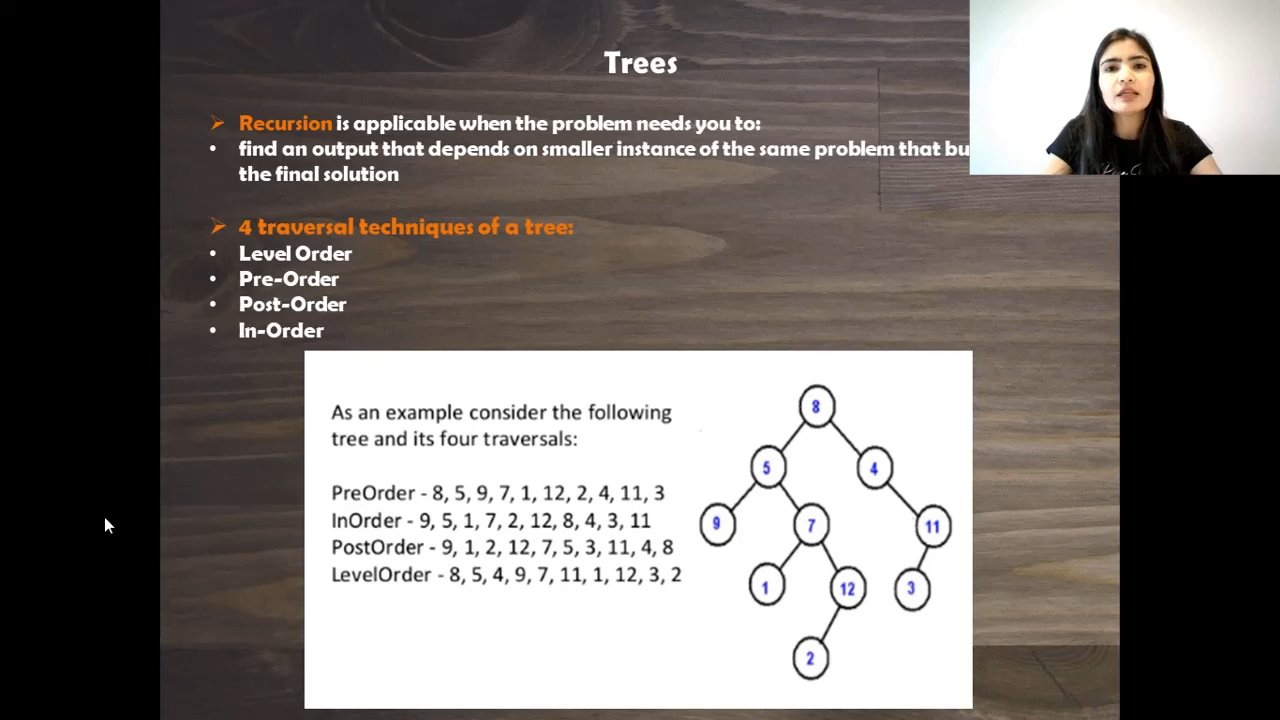 Trees
Recursion is applicable when the problem needs you to:
find an output that depends on smaller instance of the same problem that
the final solution
4 traversal techniques of a tree:
Level Order
Pre-Order
Post-Order
In-Order
As an example consider the following
tree and its four traversals:
PreOrder - 8, 5, 9, 7, 1, 12, 2, 4, 11, 3
InOrder - 9, 5, 1, 7, 2, 12, 8, 4, 3, 11
PostOrder - 9, 1, 2, 12, 7, 5, 3, 11, 4, 8
LevelOrder - 8, 5, 4, 9, 7, 11, 1, 12, 3, 2
8
5 4
9 7 11
1 12 3
2